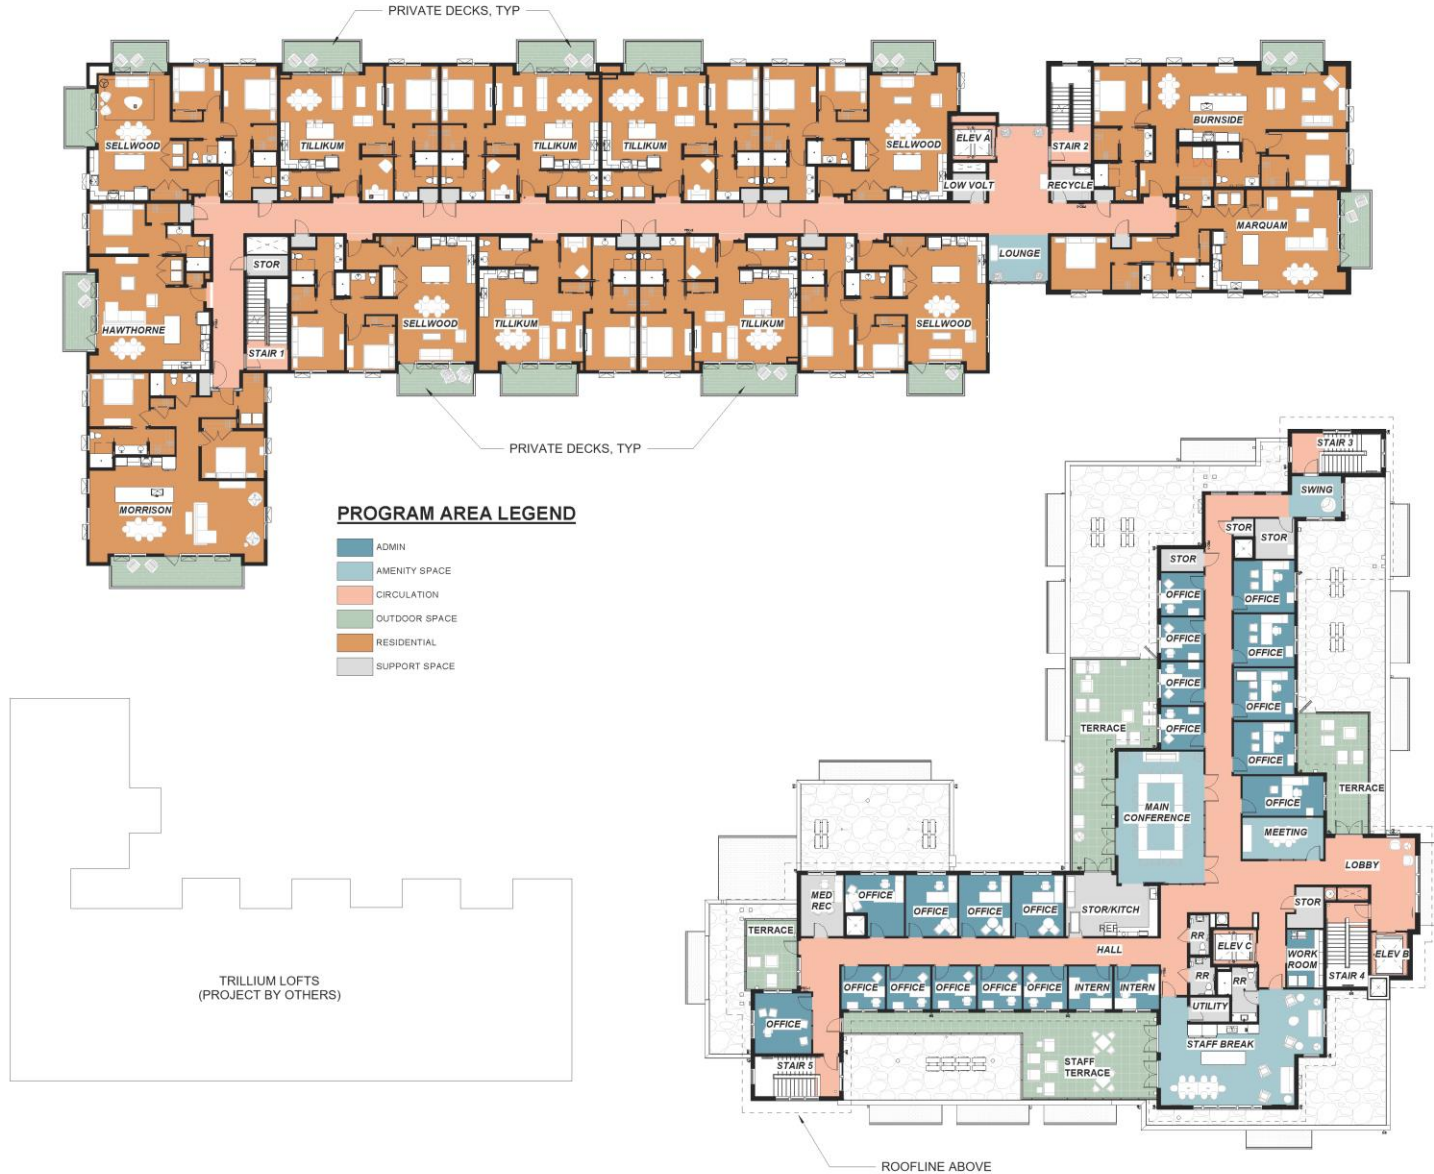 PRIVATE DECKS, TYP
BURNSIDE
SELLWOOD
TILLIKUM
TILLIKUM
TILLIKUM
SELLWOOD
ELEV A
STAIR 2
LOW VOLT
RECYCLE
MARQUAM
LOUNGE
STOR
HAWTHORNE
STAIR 1
SELLWOOD
TILLIKUM
TILLIKUM
SELLWOOD
PRIVATE DECKS, TYP
MORRISON
PROGRAM AREA LEGEND
ADMIN
AMENITY SPACE
CIRCULATION
OUTDOOR SPACE
RESIDENTIAL
SUPPORT SPACE
STAIR 3
SWING
STOR
STOR
STOR
OFFICE
OFFICE
OFFICE
OFFICE
OFFICE
OFFICE
OFFICE
OFFICE
TERRACE
TERRACE
OFFICE
MAIN
CONFERENCE
MEETING
LOBBY
MED
REC
OFFICE
OFFICE
OFFICE
OFFICE
STOR/KITCH
REF
STOR
TERRACE
HALL
RR
ELEV C
WORK
ROOM
STAIR 4
ELEV B
OFFICE
OFFICE
OFFICE
OFFICE
OFFICE
INTERN
INTERN
RR
RR
UTILITY
OFFICE
STAFF BREAK
STAIR 5
STAFF
TERRACE
TRILLIUM LOFTS
(PROJECT BY OTHERS)
ROOFLINE ABOVE